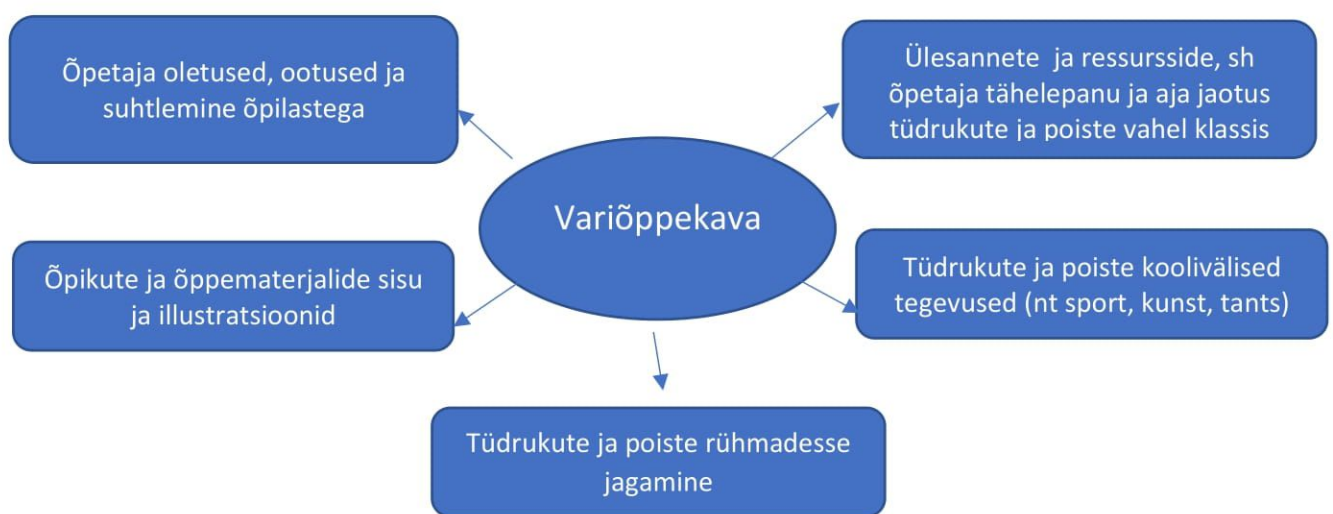 Õpetaja oletused, ootused ja
suhtlemine õpilastega
Ülesannete ja ressursside, sh
õpetaja tähelepanu ja aja jaotus
tüdrukute ja poiste vahel klassis
Variõppekava
Õpikute ja õppematerjalide sisu
ja illustratsioonid
Tüdrukute ja poiste koolivälised
tegevused (nt sport, kunst, tants)
Tüdrukute ja poiste rühmadesse
jagamine